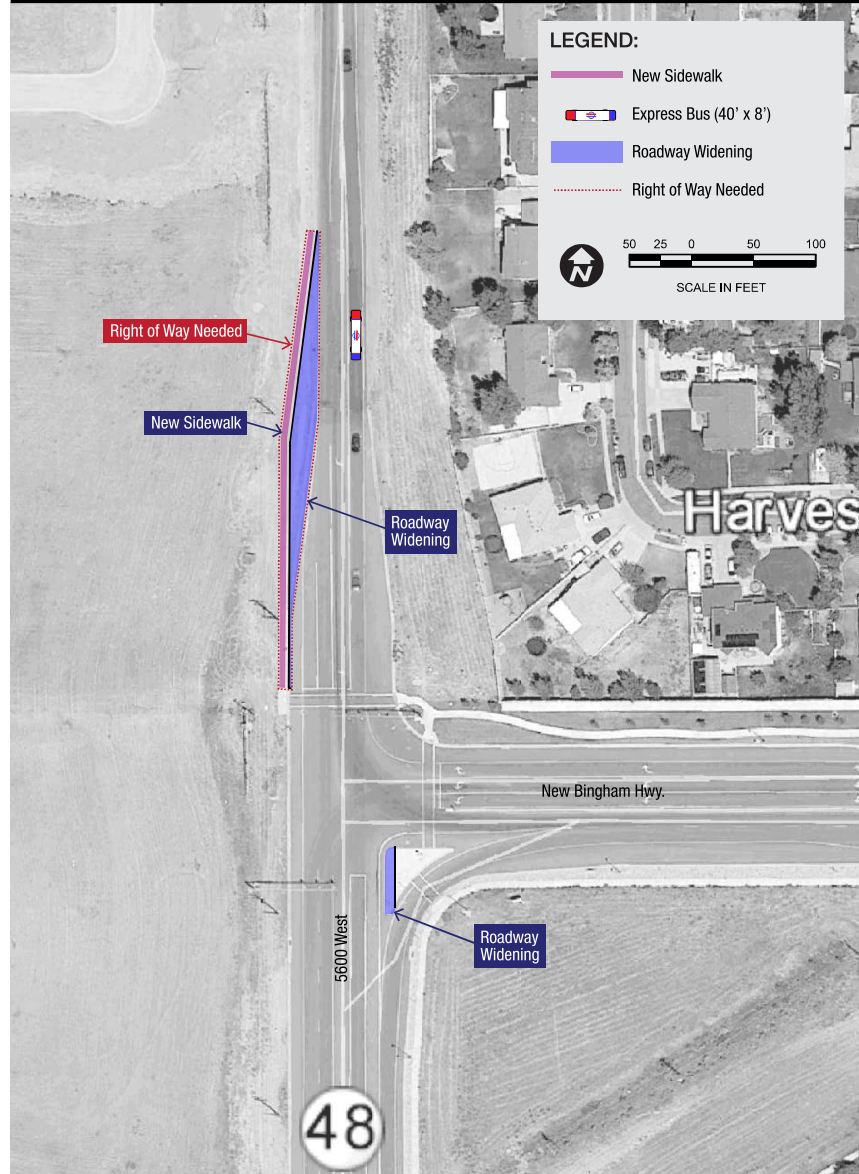 LEGEND:
New Sidewalk
Express Bus (40' x 8')
Roadway Widening
Right of Way Needed
N
50 25 0 50 100
SCALE IN FEET
Right of Way Needed
New Sidewalk
Roadway
Widening
Harves
New Bingham Hwy.
5600 West
Roadway
Widening
48